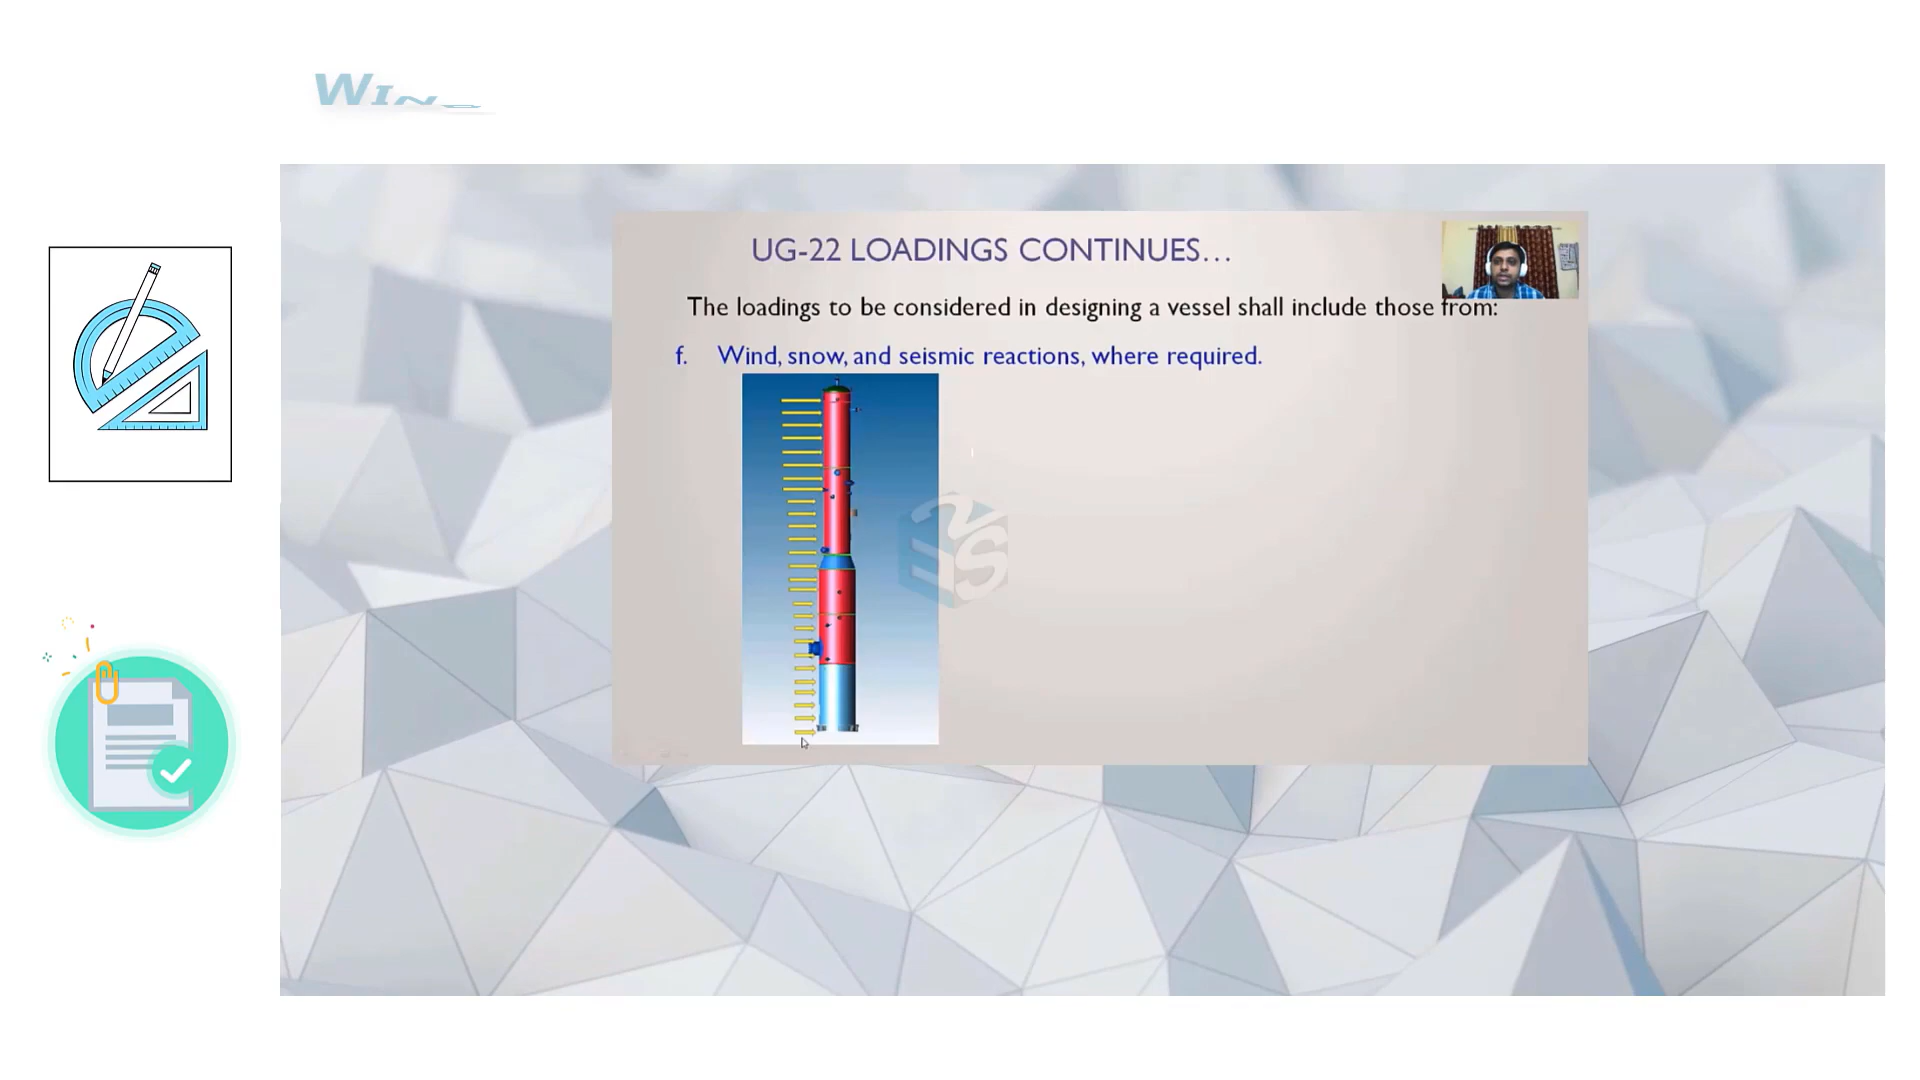 UG-22 LOADINGS CONTINUES...
The loadings to be considered in designing a vessel shall include those from:
f. Wind, snow, and seismic reactions, where required.